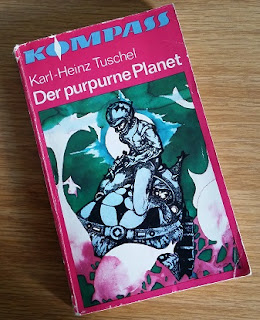 KOMPASS
Karl-Heinz Tuschel
Der purpurne Planet